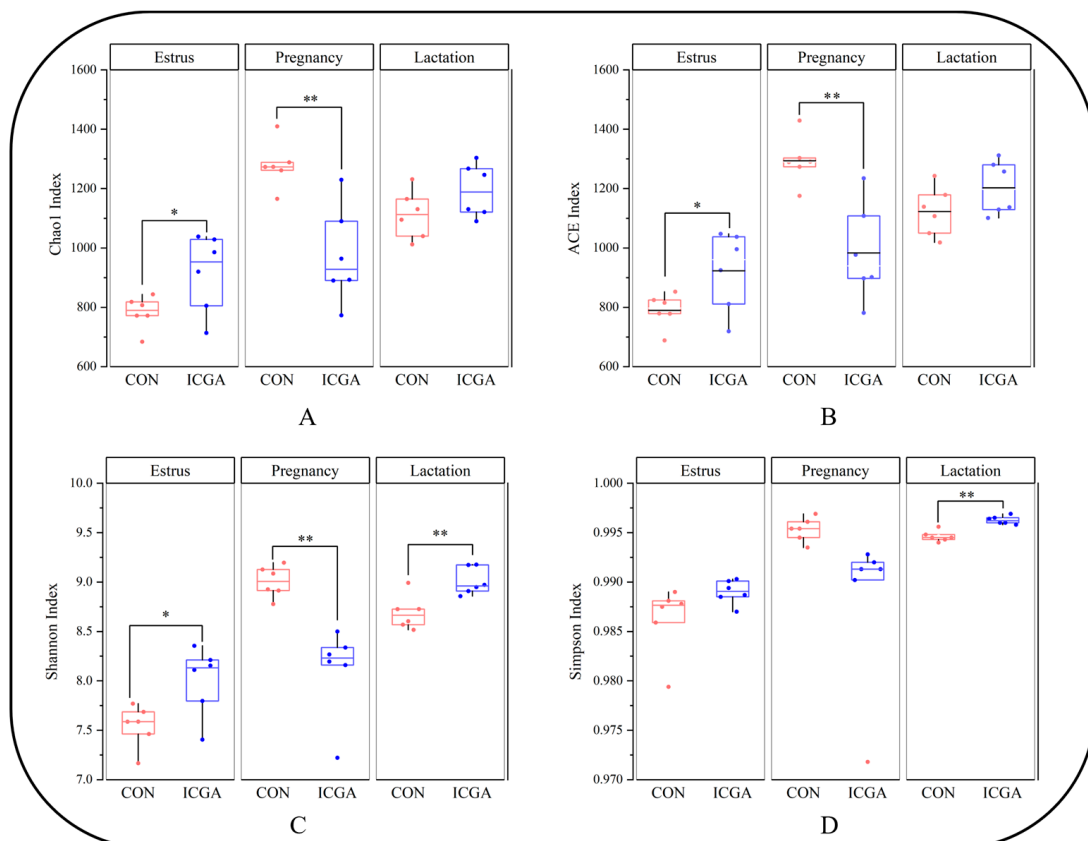 Estrus Pregnancy Lactation
1600
1400
1200
1000
800
600
Chao1 Index
*
**
CON ICGA CON ICGA CON ICGA
A
Estrus Pregnancy Lactation
1600
1400
1200
1000
800
600
ACE Index
*
**
CON ICGA CON ICGA CON ICGA
B
Estrus Pregnancy Lactation
10.0
9.5
9.0
8.5
8.0
7.5
7.0
Shannon Index
*
**
**
CON ICGA CON ICGA CON ICGA
C
Estrus Pregnancy Lactation
1.000
0.995
0.990
0.985
0.980
0.975
0.970
Simpson Index
**
CON ICGA CON ICGA CON ICGA
D